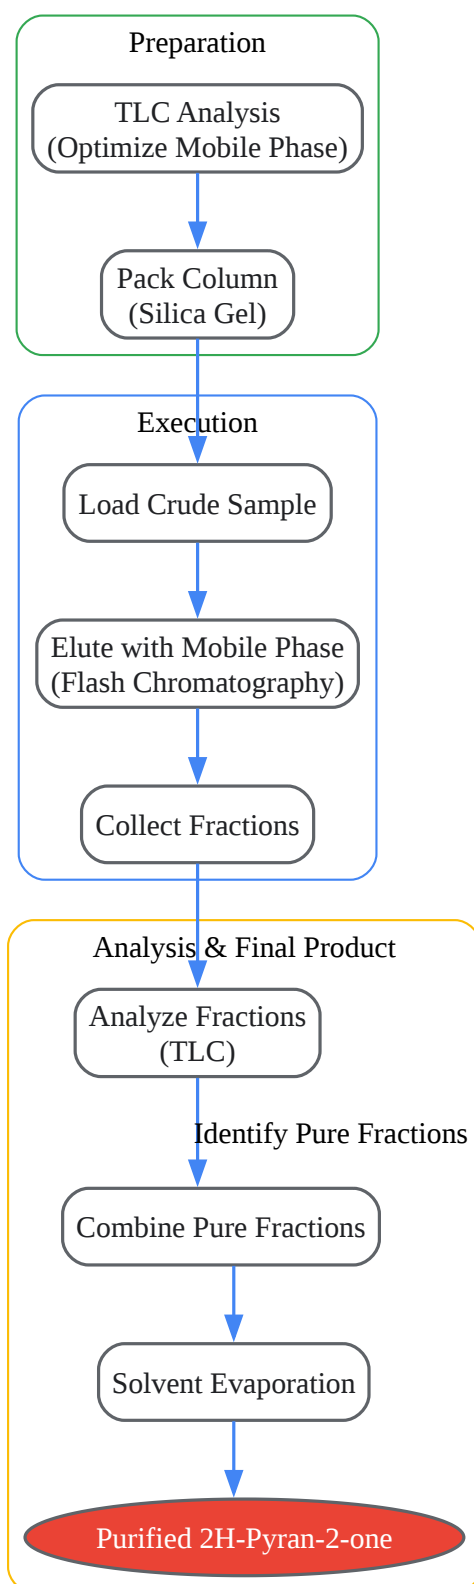 Preparation
TLC Analysis
(Optimize Mobile Phase)
Pack Column
(Silica Gel)
Execution
Load Crude Sample
Elute with Mobile Phase
(Flash Chromatography)
Collect Fractions
Analysis & Final Product
Analyze Fractions
(TLC)
Identify Pure Fractions
Combine Pure Fractions
Solvent Evaporation
Purified 2H-Pyran-2-one